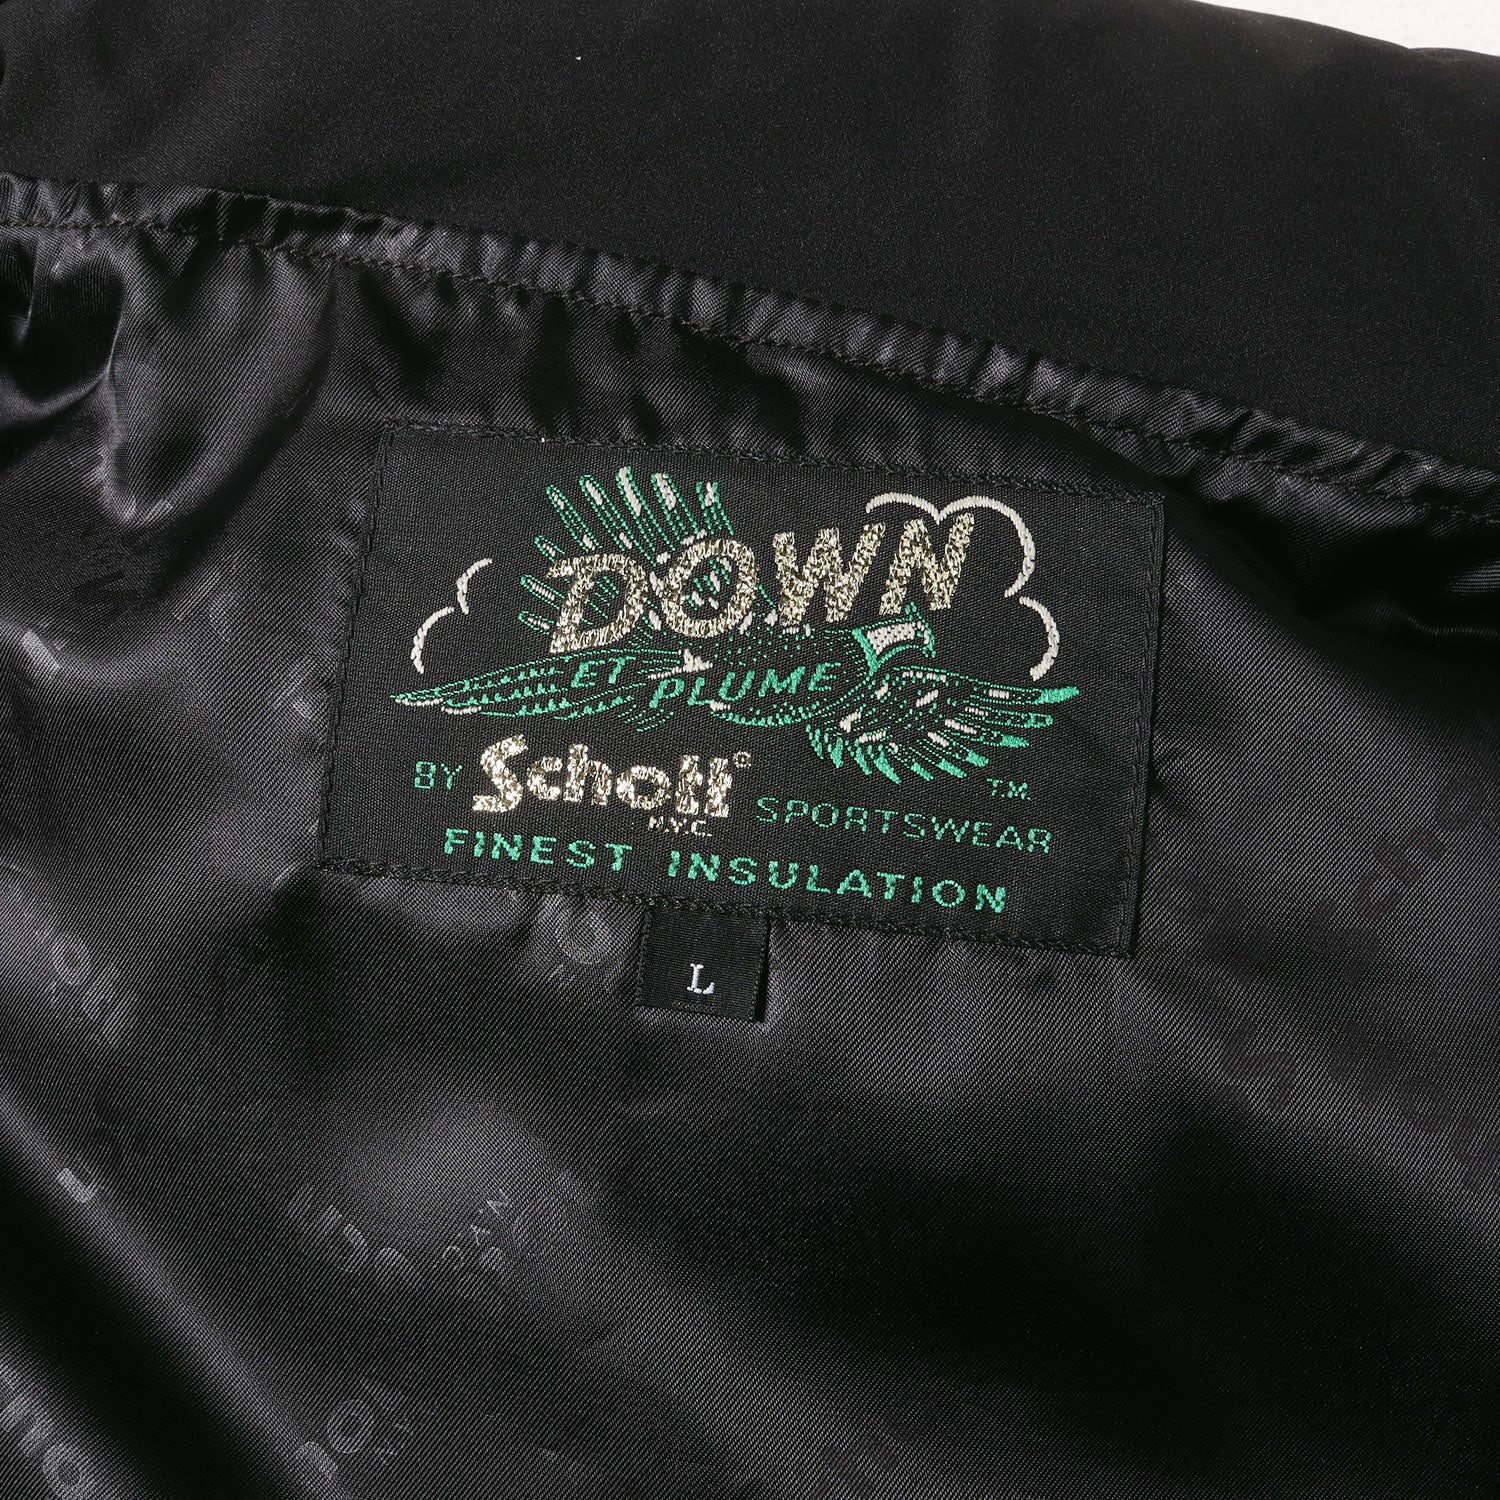 DOWN
ET PLUME
T.M.
BY Schott® SPORTSWEAR
N.Y.C.
FINEST INSULATION
L
N.Y.C